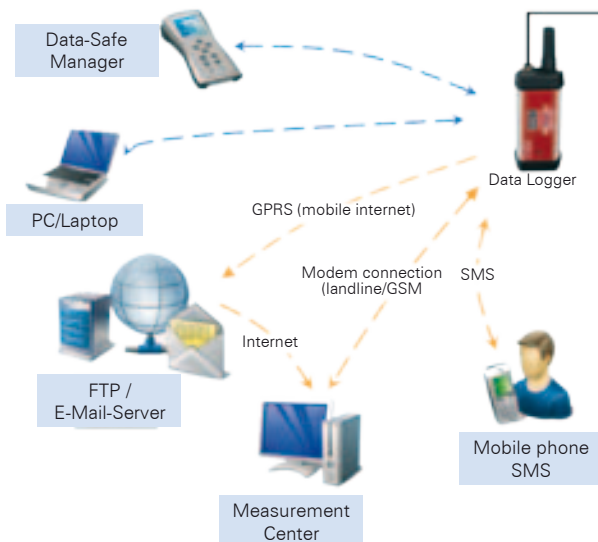 Data-Safe
Manager
Data Logger
PC/Laptop
GPRS (mobile internet)
Modem connection
(landline/GSM
SMS
Internet
FTP /
E-Mail-Server
Mobile phone
SMS
Measurement
Center